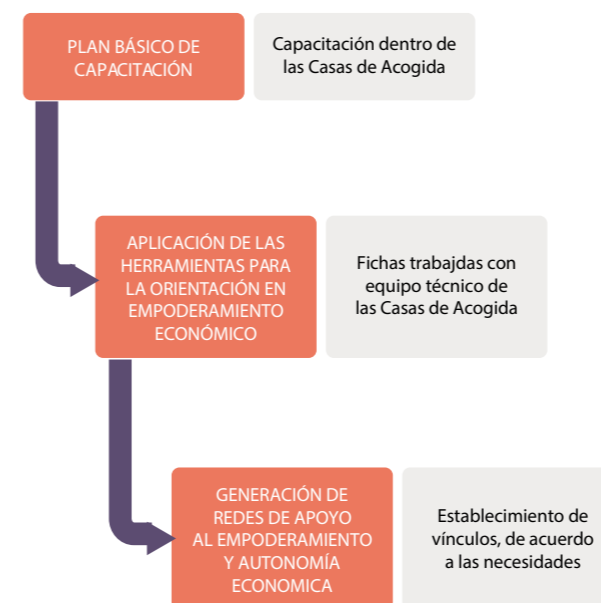 PLAN BÁSICO DE
CAPACITACIÓN
Capacitación dentro de
las Casas de Acogida
APLICACIÓN DE LAS
HERRAMIENTAS PARA
LA ORIENTACIÓN EN
EMPODERAMIENTO
ECONÓMICO
Fichas trabajdas con
equipo técnico de
las Casas de Acogida
GENERACIÓN DE
REDES DE APOYO
AL EMPODERAMIENTO
Y AUTONOMÍA
ECONOMICA
Establecimiento de
vínculos, de acuerdo
a las necesidades